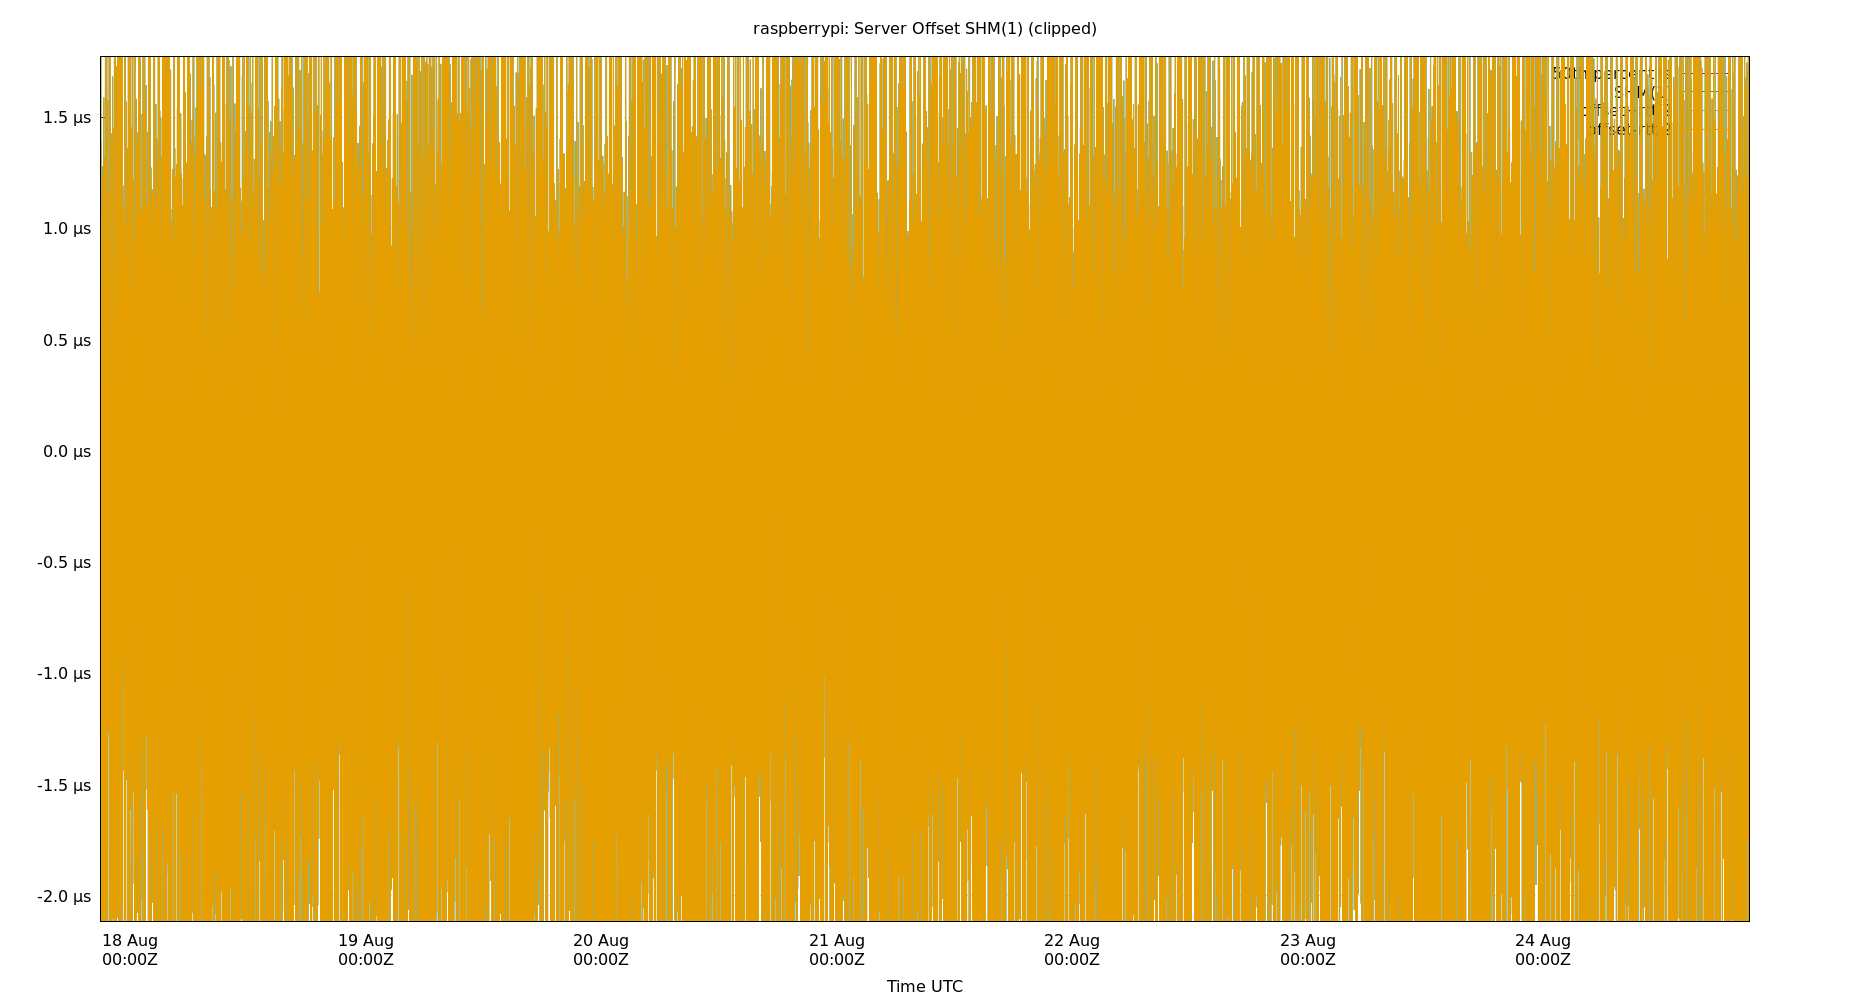 raspberrypi: Server Offset SHM(1) (clipped)
1.5 µs
1.0 µs
0.5 µs
0.0 µs
-0.5 µs
-1.0 µs
-1.5 µs
-2.0 µs
18 Aug 19 Aug 20 Aug 21 Aug 22 Aug 23 Aug 24 Aug
00:00Z 00:00Z 00:00Z 00:00Z 00:00Z 00:00Z 00:00Z
Time UTC